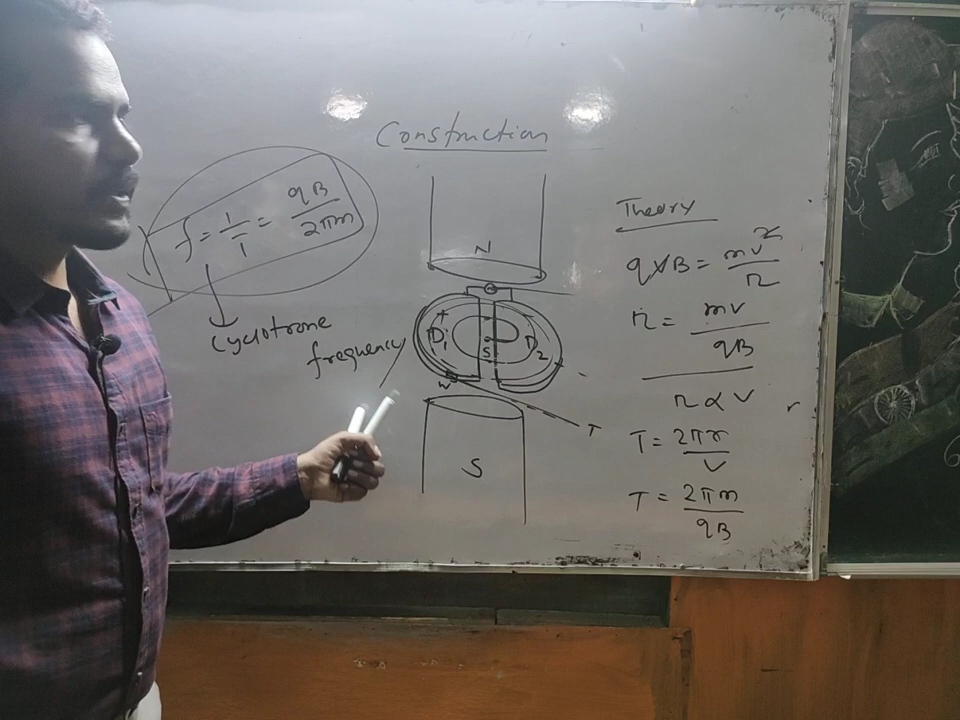 Construction
f = 1/T = qB/2πm
Cyclotrone
frequency
N
D₁
D₂
S
W
T
S
Theory
qvB = mv²/r
r = mv/qB
r α v
T = 2πr/v
T = 2πm/qB